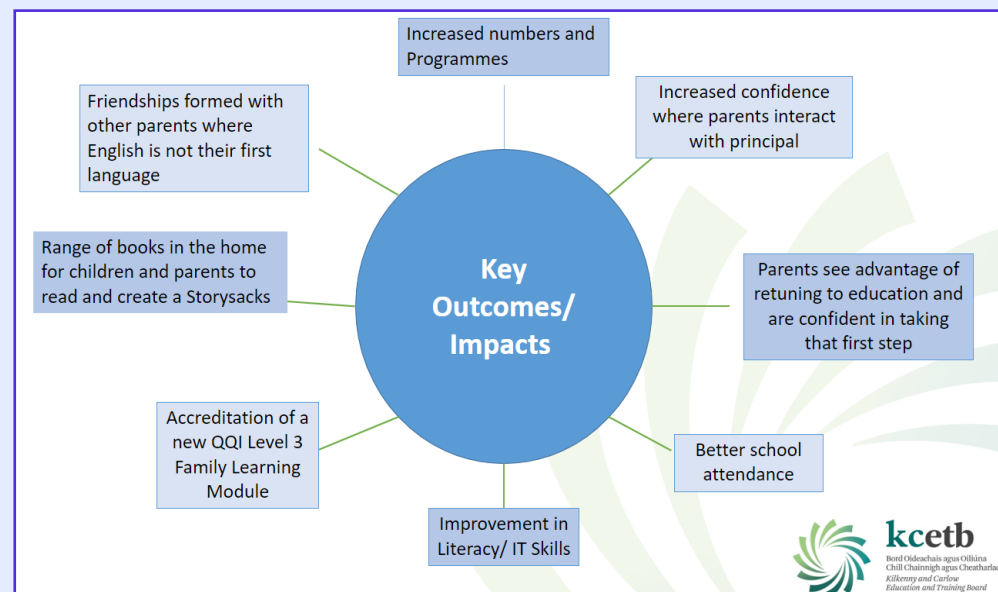 Increased numbers and
Programmes
Increased confidence
where parents interact
with principal
Parents see advantage of
retuning to education and
are confident in taking
that first step
Better school
attendance
Improvement in
Literacy/ IT Skills
Accreditation of a
new QQI Level 3
Family Learning
Module
Range of books in the home
for children and parents to
read and create a Storysacks
Friendships formed with
other parents where
English is not their first
language
Key
Outcomes/
Impacts
kcetb
Bord Oideachais agus Oiliúna
Chill Chainnigh agus Cheatharlac
Kilkenny and Carlow
Education and Training Board